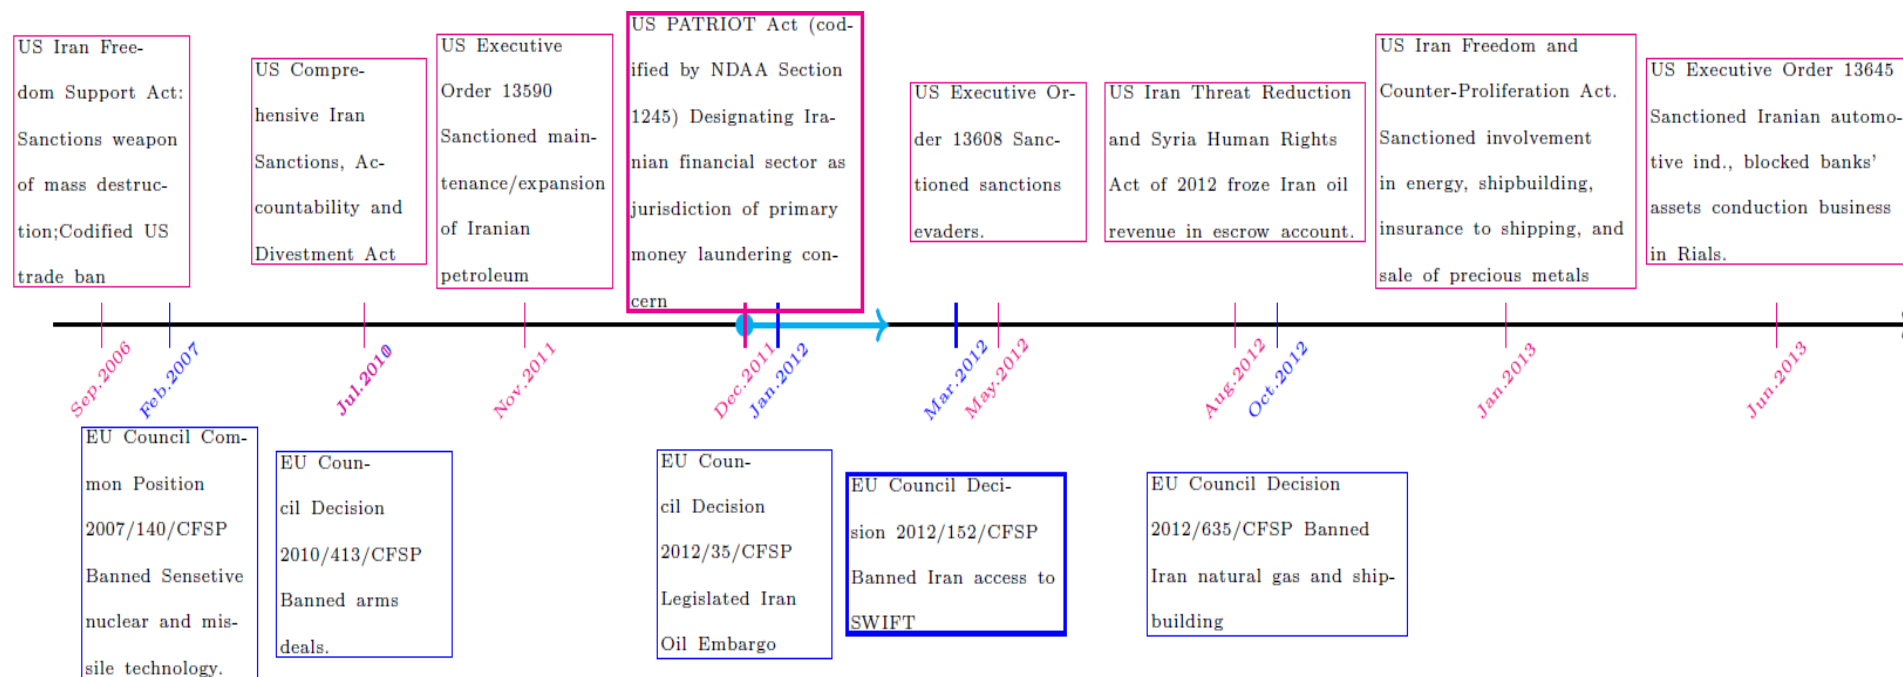 US Iran Free-
dom Support Act:
Sanctions weapon
of mass destruc-
tion;Codified US
trade ban
US Compre-
hensive Iran
Sanctions, Ac-
countability and
Divestment Act
US Executive
Order 13590
Sanctioned main-
tenance/expansion
of Iranian
petroleum
US PATRIOT Act (cod-
ified by NDAA Section
1245) Designating Ira-
nian financial sector as
jurisdiction of primary
money laundering con-
cern
US Executive Or-
der 13608 Sanc-
tioned sanctions
evaders.
US Iran Threat Reduction
and Syria Human Rights
Act of 2012 froze Iran oil
revenue in escrow account.
US Iran Freedom and
Counter-Proliferation Act.
Sanctioned involvement
in energy, shipbuilding,
insurance to shipping, and
sale of precious metals
US Executive Order 13645
Sanctioned Iranian automo-
tive ind., blocked banks'
assets conduction business
in Rials.
Sep.2006
Feb.2007
Jul.2010
Nov.2011
Dec.2011
Jan.2012
Mar.2012
May.2012
Aug.2012
Oct.2012
Jan.2013
Jun.2013
EU Council Com-
mon Position
2007/140/CFSP
Banned Sensetive
nuclear and mis-
sile technology.
EU Coun-
cil Decision
2010/413/CFSP
Banned arms
deals.
EU Coun-
cil Decision
2012/35/CFSP
Legislated Iran
Oil Embargo
EU Council Deci-
sion 2012/152/CFSP
Banned Iran access to
SWIFT
EU Council Decision
2012/635/CFSP Banned
Iran natural gas and ship-
building